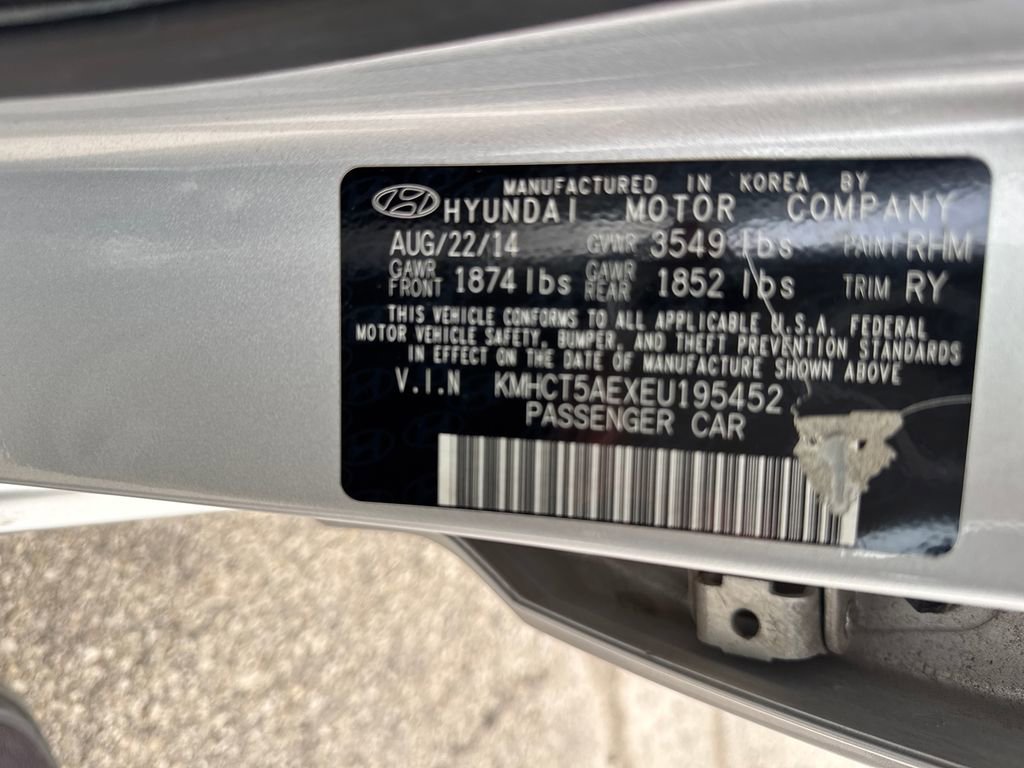 MANUFACTURED IN KOREA BY
HYUNDAI MOTOR COMPANY
AUG/22/14 GVWR 3549 lbs PAINT RHM
GAWR FRONT 1874 lbs GAWR REAR 1852 lbs TRIM RY
THIS VEHICLE CONFORMS TO ALL APPLICABLE U.S.A. FEDERAL
MOTOR VEHICLE SAFETY, BUMPER, AND THEFT PREVENTION STANDARDS
IN EFFECT ON THE DATE OF MANUFACTURE SHOWN ABOVE
V.I.N KMHCT5AEXEU195452
PASSENGER CAR